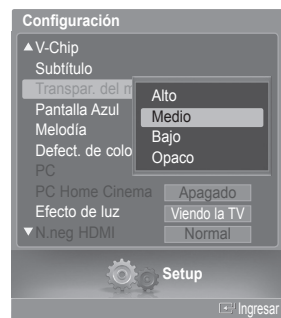 Configuración
▲V-Chip
Subtítulo
Transpar. del m
Alto
Pantalla Azul
Medio
Melodía
Bajo
Defect. de colo
Opaco
PC
PC Home Cinema Apagado
Efecto de luz Viendo la TV
▼N.neg HDMI Normal
Setup
Ingresar